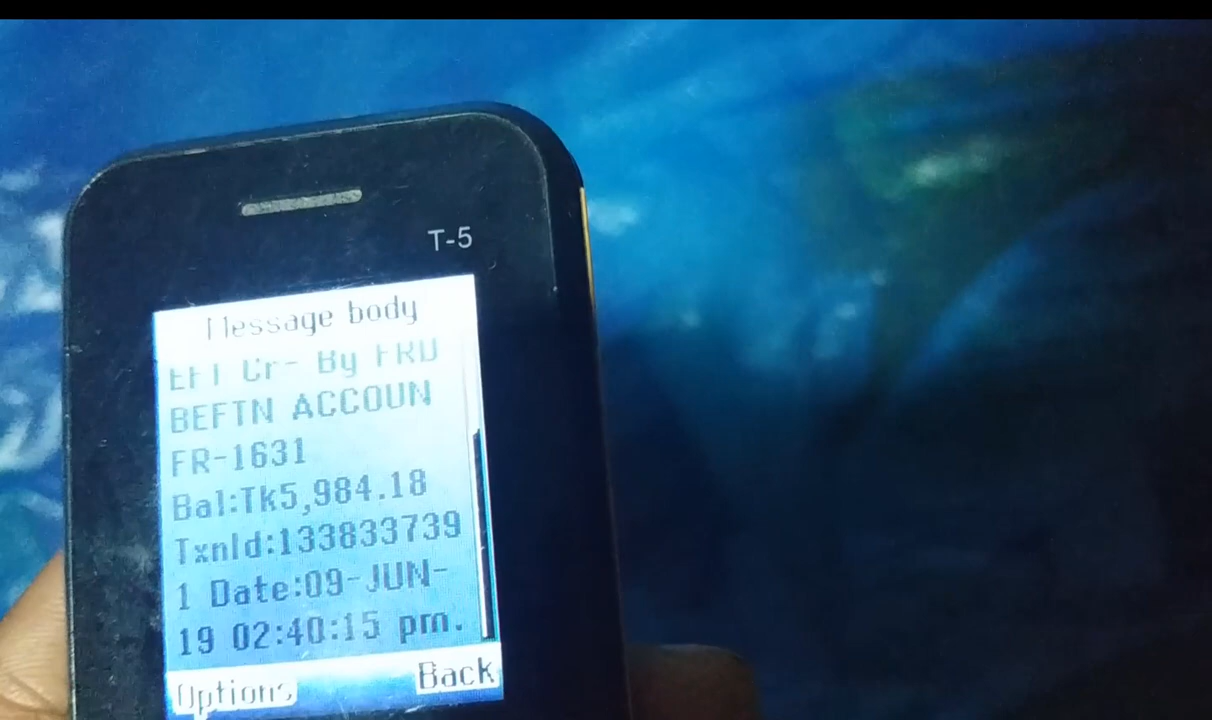 T-5
Message body
EFT Cr- By FRD
BEFTN ACCOUN
FR-1631
Bal:Tk5,984.18
TxnId:133833739
1 Date:09-JUN-
19 02:40:15 pm.
Options
Back